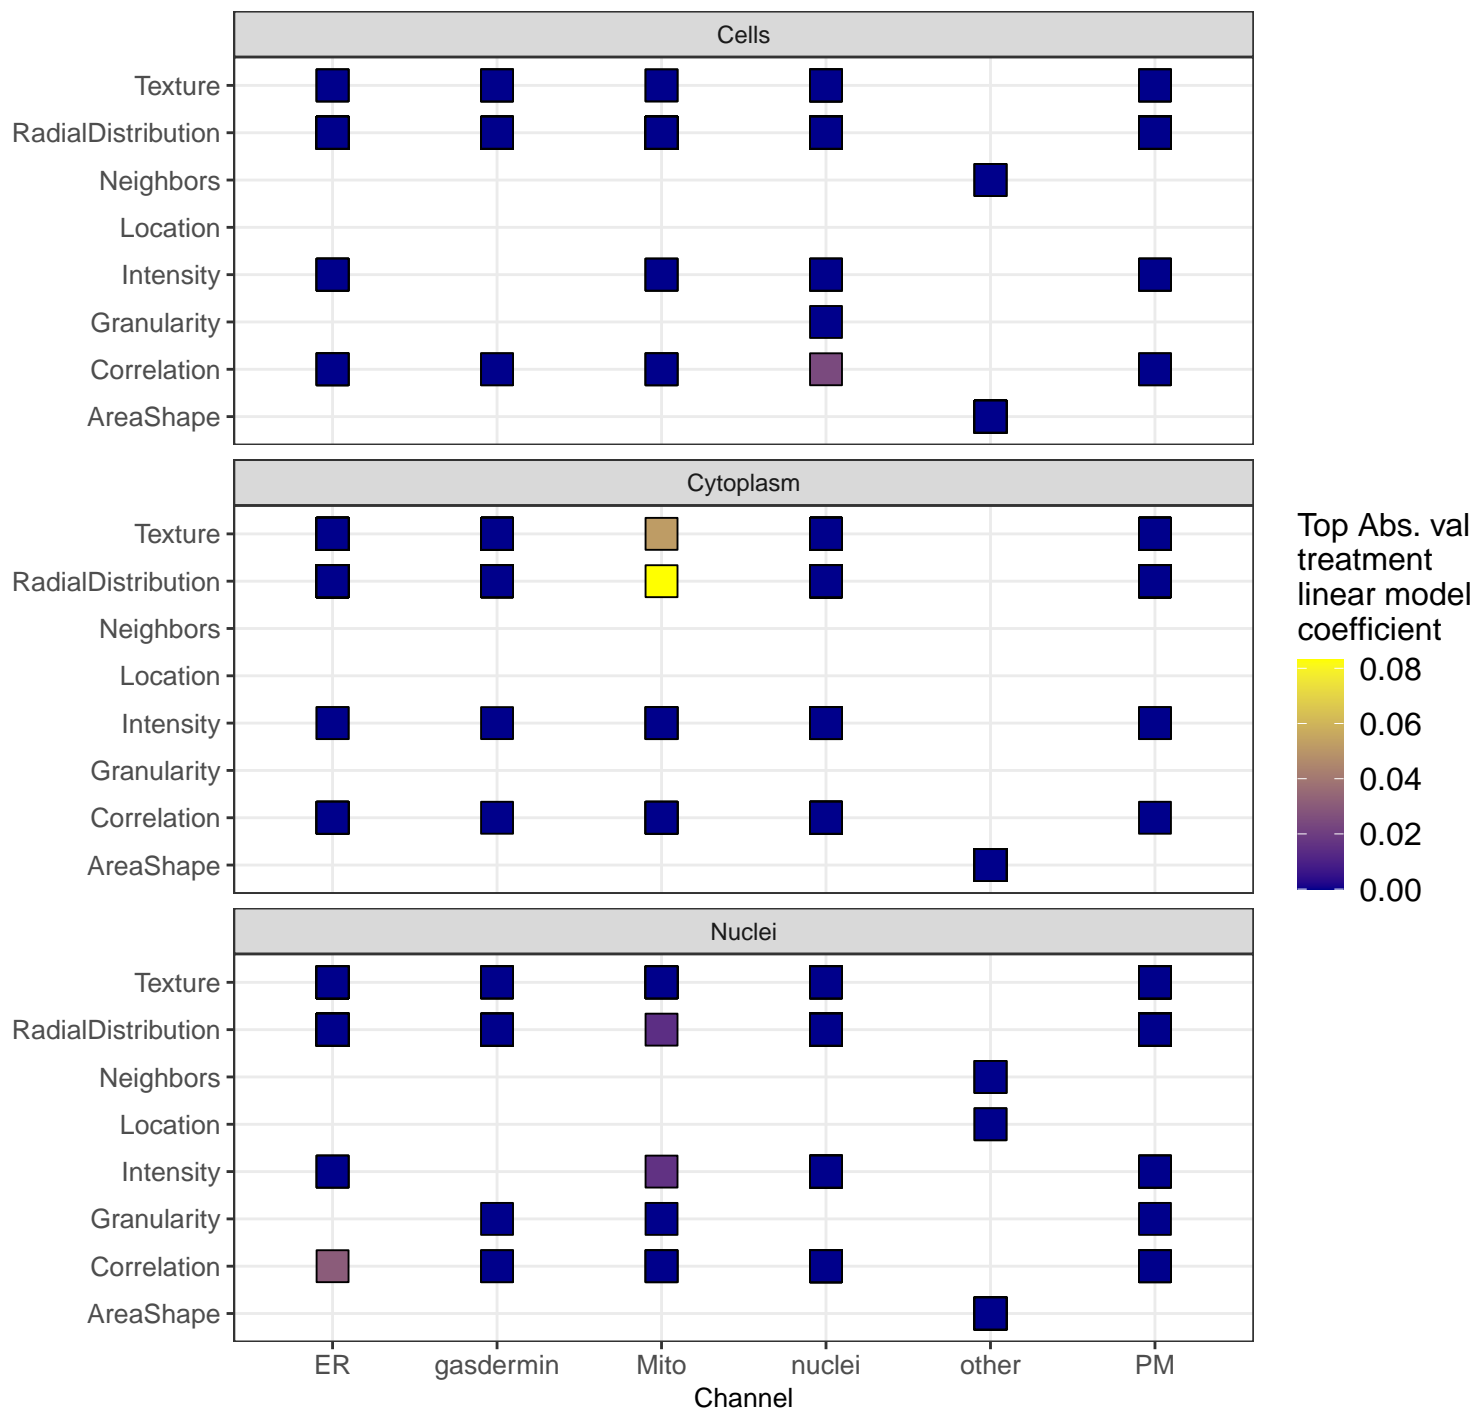 Cells
Texture
RadialDistribution
Neighbors
Location
Intensity
Granularity
Correlation
AreaShape
Cytoplasm
Texture
RadialDistribution
Neighbors
Location
Intensity
Granularity
Correlation
AreaShape
Nuclei
Texture
RadialDistribution
Neighbors
Location
Intensity
Granularity
Correlation
AreaShape
ER gasdermin Mito nuclei other PM
Channel
Top Abs. val
treatment
linear model
coefficient
0.08
0.06
0.04
0.02
0.00